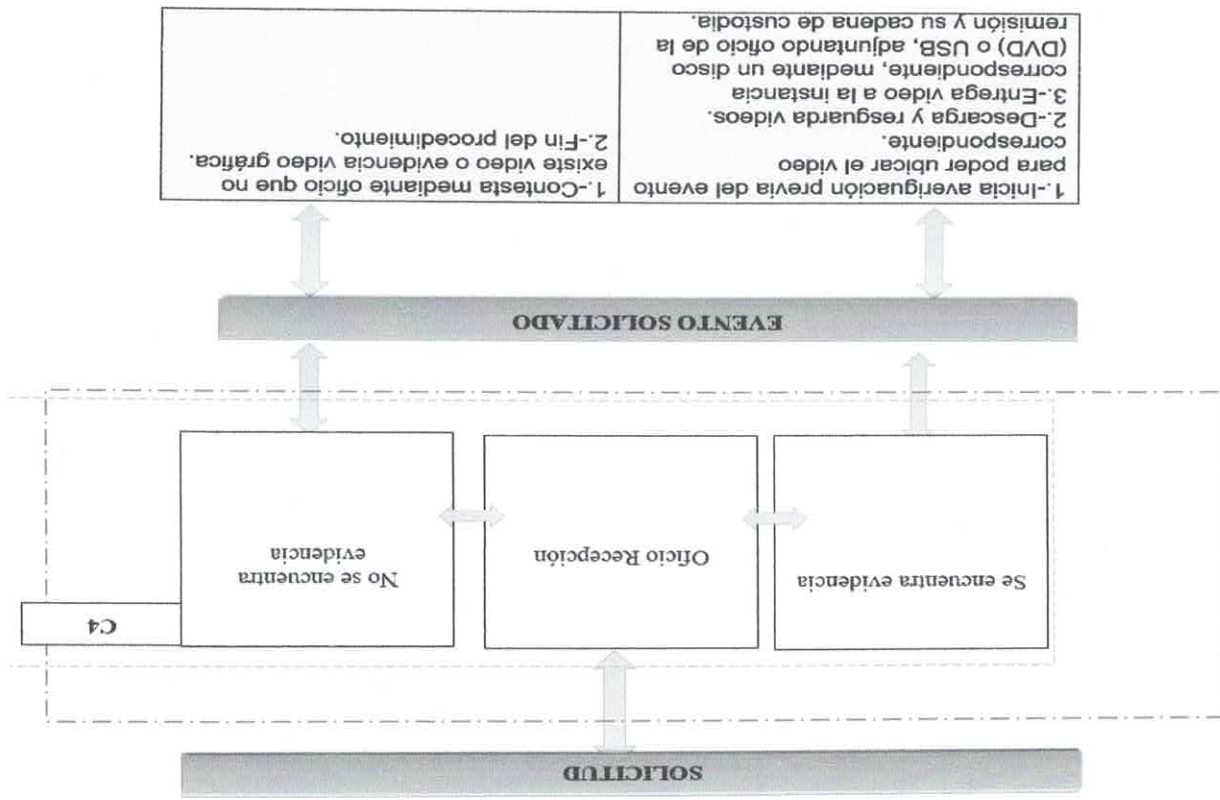 SOLICITUD
C4
Se encuentra evidencia
Oficio Recepción
No se encuentra
evidencia
EVENTO SOLICITADO
1.-Inicia averiguación previa del evento
para poder ubicar el video
correspondiente.
2.-Descarga y resguarda videos.
3.-Entrega video a la instancia
correspondiente, mediante un disco
(DVD) o USB, adjuntando oficio de la
remisión y su cadena de custodia.
1.-Contesta mediante oficio que no
existe video o evidencia video gráfica.
2.-Fin del procedimiento.